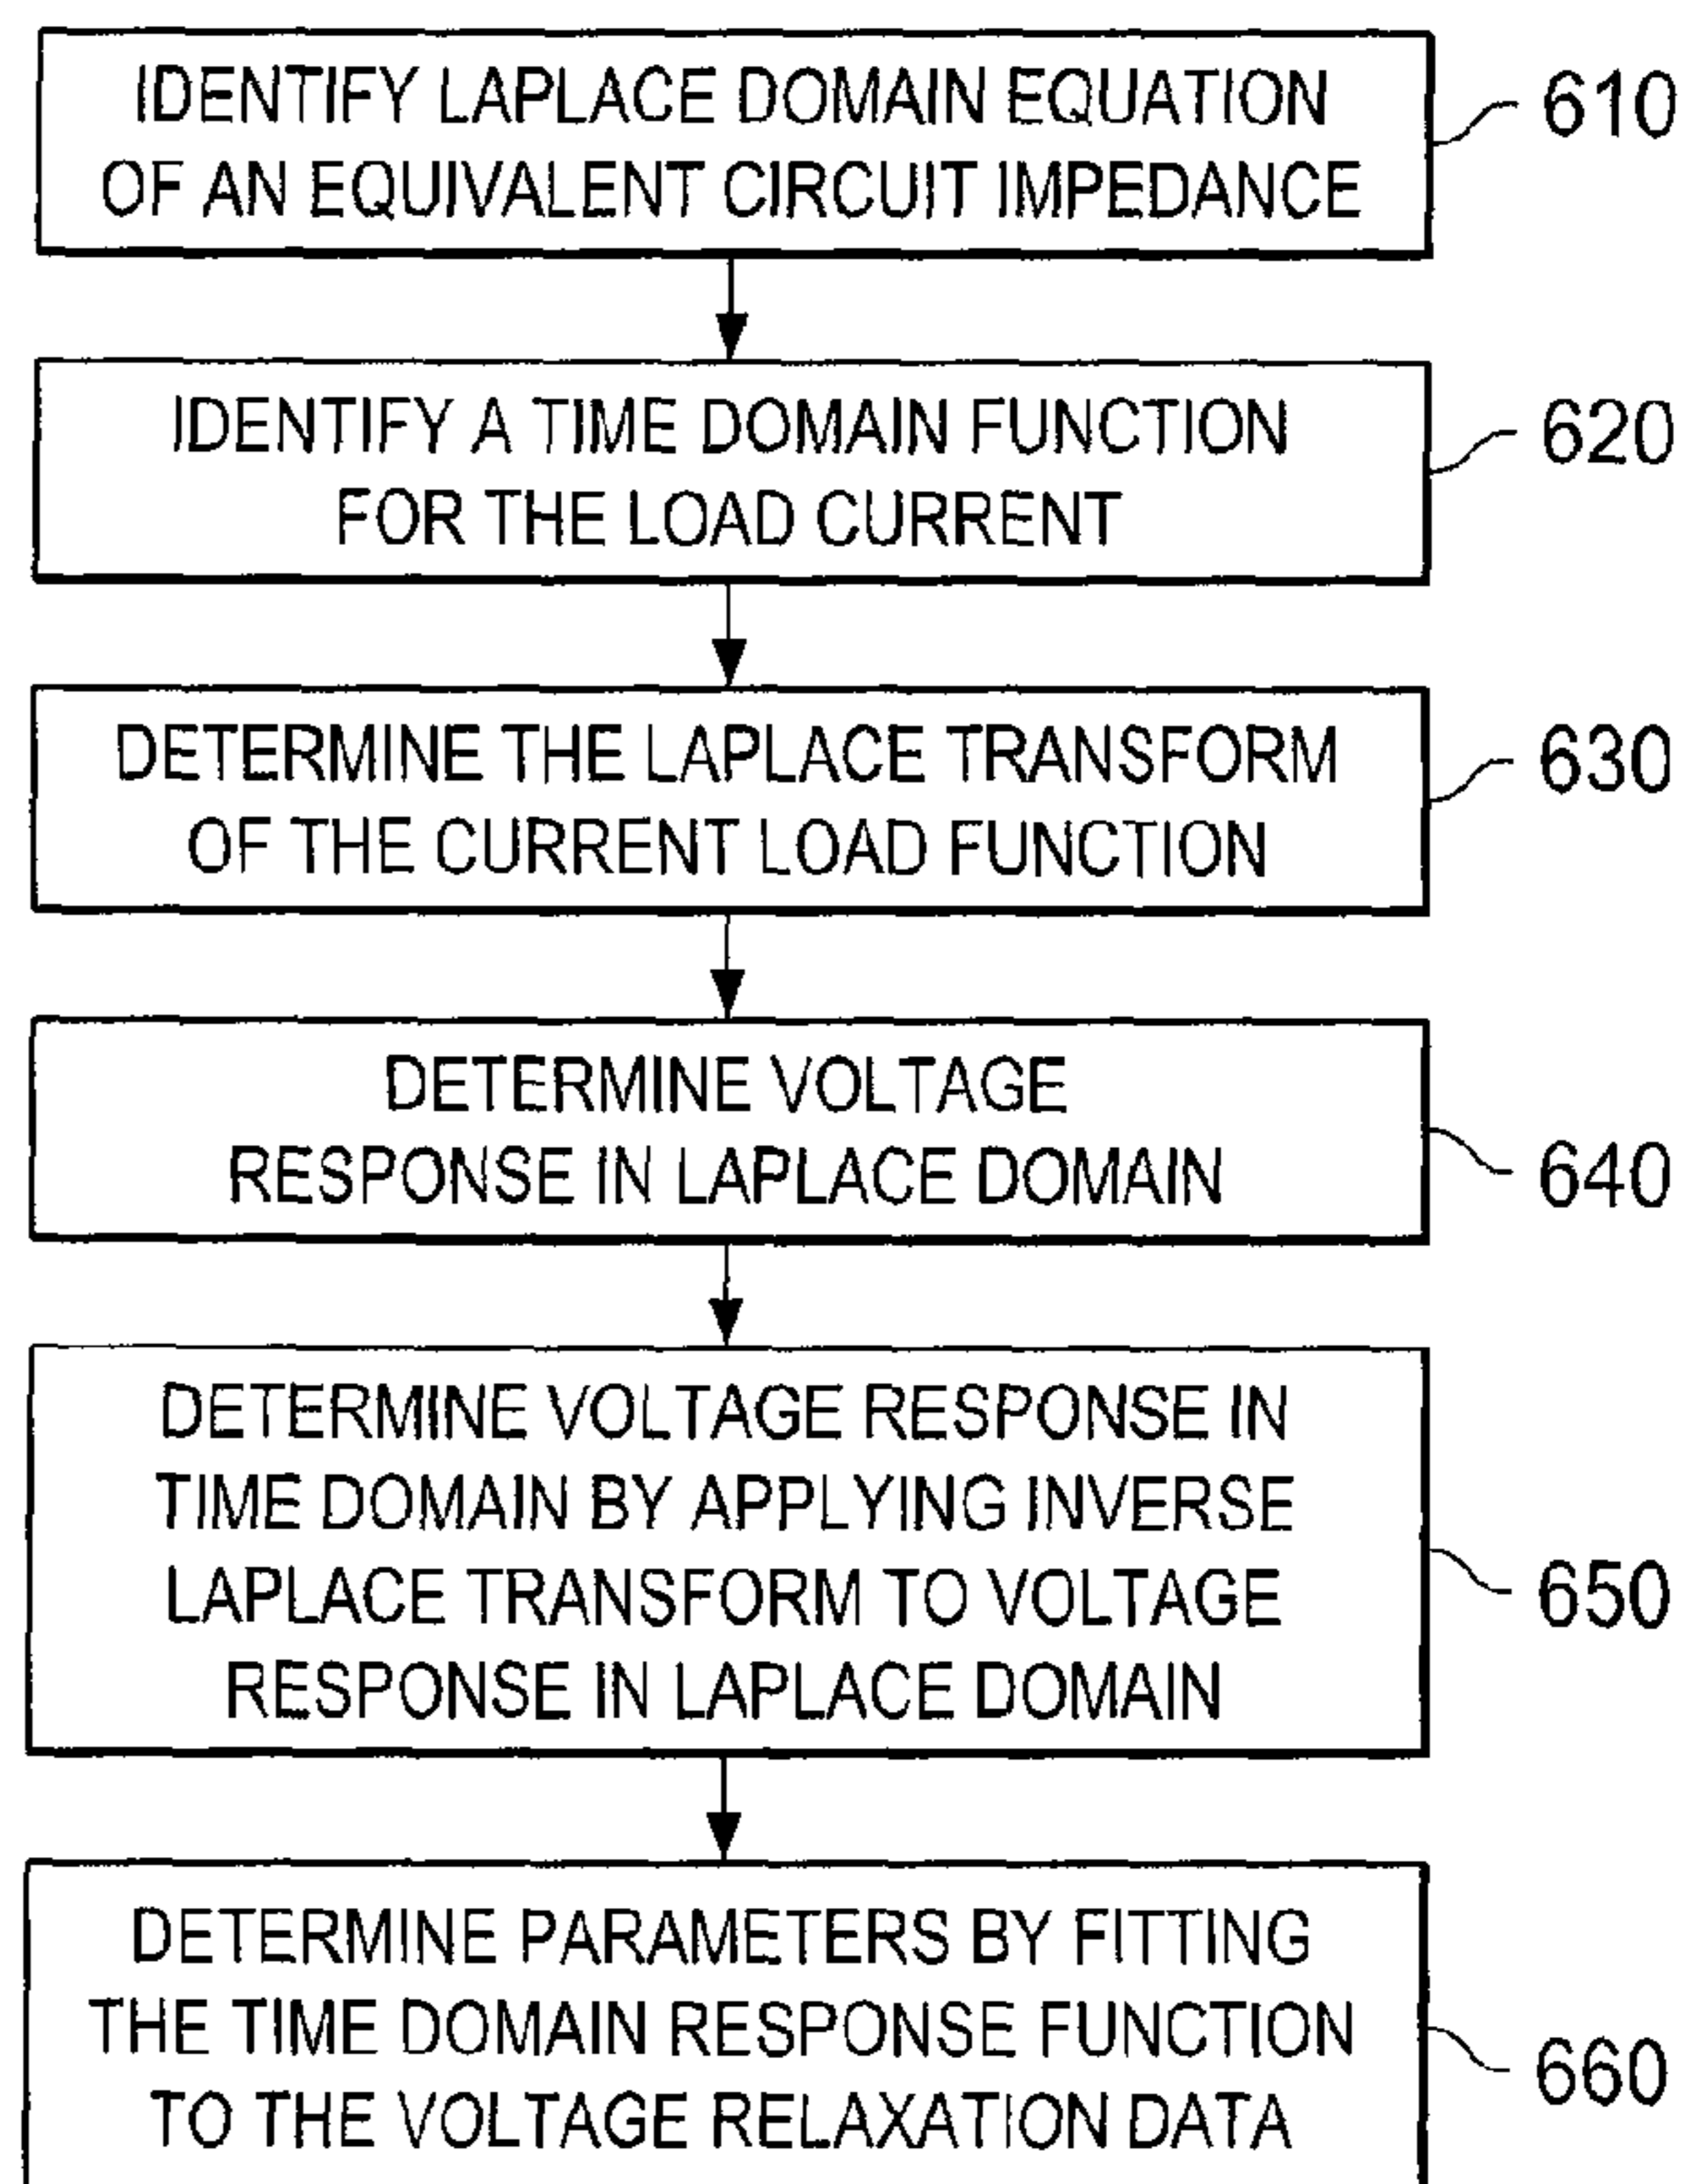 IDENTIFY LAPLACE DOMAIN EQUATION
OF AN EQUIVALENT CIRCUIT IMPEDANCE
610
IDENTIFY A TIME DOMAIN FUNCTION
FOR THE LOAD CURRENT
620
DETERMINE THE LAPLACE TRANSFORM
OF THE CURRENT LOAD FUNCTION
630
DETERMINE VOLTAGE
RESPONSE IN LAPLACE DOMAIN
640
DETERMINE VOLTAGE RESPONSE IN
TIME DOMAIN BY APPLYING INVERSE
LAPLACE TRANSFORM TO VOLTAGE
RESPONSE IN LAPLACE DOMAIN
650
DETERMINE PARAMETERS BY FITTING
THE TIME DOMAIN RESPONSE FUNCTION
TO THE VOLTAGE RELAXATION DATA
660